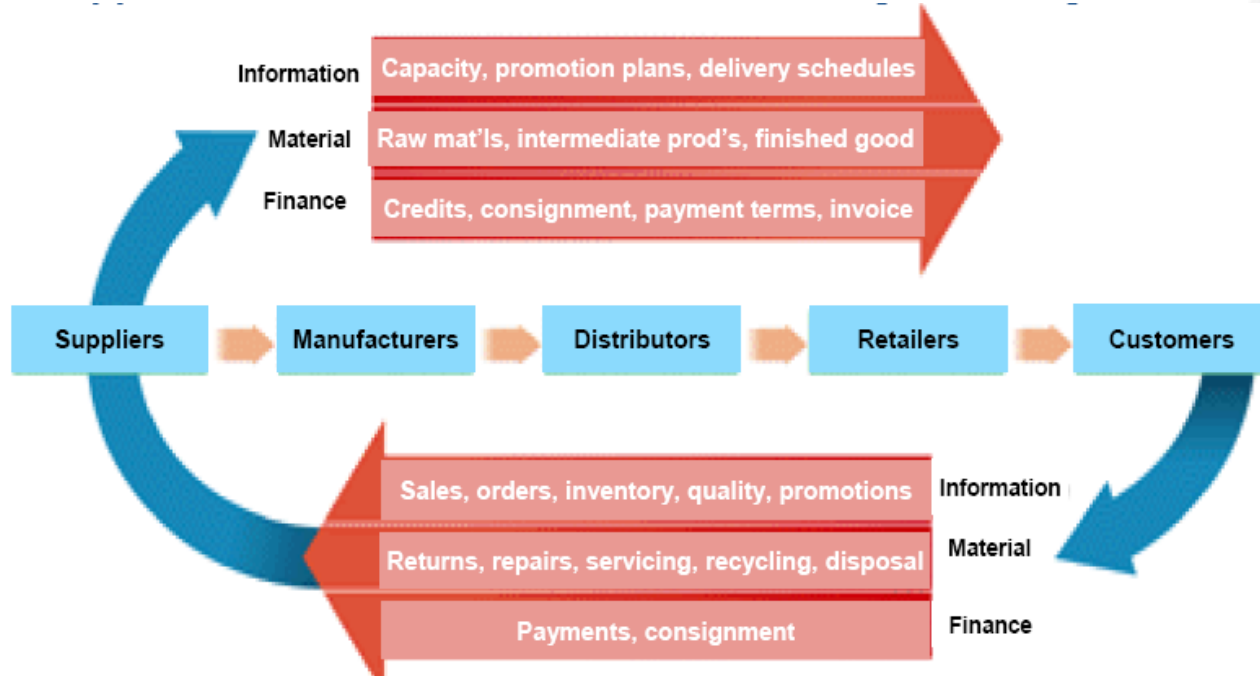 Information
Capacity, promotion plans, delivery schedules
Material
Raw mat'ls, intermediate prod's, finished good
Finance
Credits, consignment, payment terms, invoice
Suppliers
Manufacturers
Distributors
Retailers
Customers
Sales, orders, inventory, quality, promotions
Information
Returns, repairs, servicing, recycling, disposal
Material
Payments, consignment
Finance